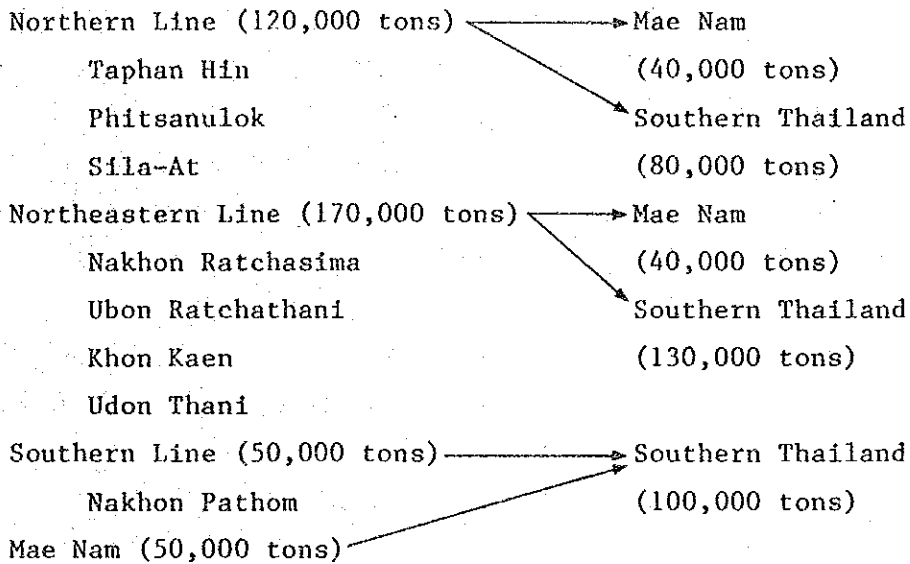 Northern Line (120,000 tons) Mae Nam
Taphan Hin (40,000 tons)
Phitsanulok Southern Thailand
Sila-At (80,000 tons)
Northeastern Line (170,000 tons) Mae Nam
Nakhon Ratchasima (40,000 tons)
Ubon Ratchathani Southern Thailand
Khon Kaen (130,000 tons)
Udon Thani
Southern Line (50,000 tons) Southern Thailand
Nakhon Pathom (100,000 tons)
Mae Nam (50,000 tons)